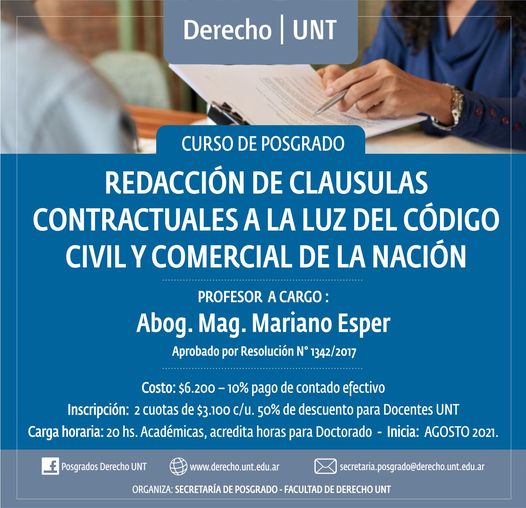 Derecho | UNT
CURSO DE POSGRADO
REDACCIÓN DE CLAUSULAS
CONTRACTUALES A LA LUZ DEL CÓDIGO
CIVIL Y COMERCIAL DE LA NACIÓN
PROFESOR A CARGO :
Abog. Mag. Mariano Esper
Aprobado por Resolución N° 1342/2017
Costo: $6.200 – 10% pago de contado efectivo
Inscripción: 2 cuotas de $3.100 c/u. 50% de descuento para Docentes UNT
Carga horaria: 20 hs. Académicas, acredita horas para Doctorado - Inicia: AGOSTO 2021.
Posgrados Derecho UNT www.derecho.unt.edu.ar secretaria.posgrado@derecho.unt.edu.ar
ORGANIZA: SECRETARÍA DE POSGRADO - FACULTAD DE DERECHO UNT